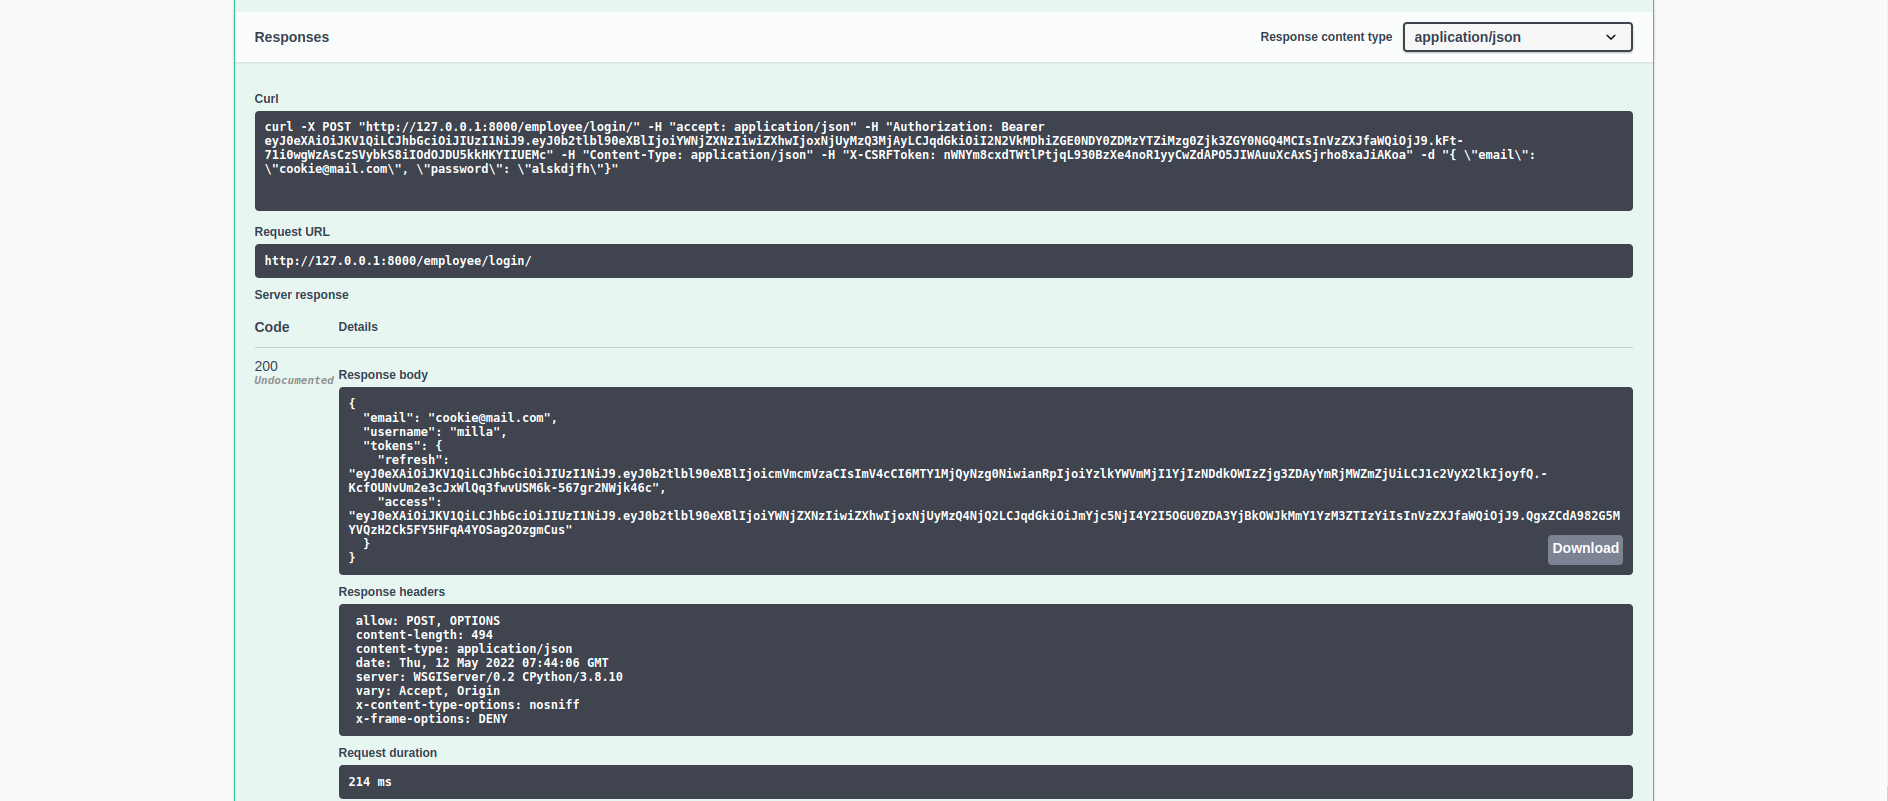 Responses
Response content type
application/json
Curl
curl -X POST "http://127.0.0.1:8000/employee/login/" -H "accept: application/json" -H "Authorization: Bearer
eyJ0eXAiOiJKV1QiLCJhbGciOiJIUzI1NiJ9.eyJ0b2tlbl90eXBlIjoiYWNjZXNzIiwiZXhwIjoxNjUyMzQ3MjAyLCJqdGkiOiI2N2VkMDhiZGE0NDY0ZDMzYTZiMzg0Zjk3ZGY0NGQ4MCIsInVzZXJfaWQiOjJ9.kFt-
71i0wgWzAsCzSVybkS8iIOdOJDU5kkHKYIIUEMc" -H "Content-Type: application/json" -H "X-CSRFToken: nWNYm8cxdTWtlPtjqL930BzXe4noR1yyCwZdAPO5JIWAuuXcAxSjrho8xaJiAKoa" -d "{ \"email\":
\"cookie@mail.com\", \"password\": \"alskdjfh\"}"
Request URL
http://127.0.0.1:8000/employee/login/
Server response
Code
Details
200
Undocumented
Response body
{
"email": "cookie@mail.com",
"username": "milla",
"tokens": {
"refresh":
"eyJ0eXAiOiJKV1QiLCJhbGciOiJIUzI1NiJ9.eyJ0b2tlbl90eXBlIjoicmVmcmVzaCIsImV4cCI6MTY1MjQyNzg0NiwianRpIjoiYzlkYWVmMjI1YjIzNDdkOWIzZjg3ZDAyYmRjMWZmZjUiLCJ1c2VyX2lkIjoyfQ.-
KcfOUNvUm2e3cJxWlQq3fwvUSM6k-567gr2NWjk46c",
"access":
"eyJ0eXAiOiJKV1QiLCJhbGciOiJIUzI1NiJ9.eyJ0b2tlbl90eXBlIjoiYWNjZXNzIiwiZXhwIjoxNjUyMzQ4NjQ2LCJqdGkiOiJmYjc5NjI4Y2I5OGU0ZDA3YjBkOWJkMmY1YzM3ZTIzYiIsInVzZXJfaWQiOjJ9.QgxZCdA982G5M
YVQzH2Ck5FY5HFqA4YOSag2OzgmCus"
}
}
Download
Response headers
allow: POST, OPTIONS
content-length: 494
content-type: application/json
date: Thu, 12 May 2022 07:44:06 GMT
server: WSGIServer/0.2 CPython/3.8.10
vary: Accept, Origin
x-content-type-options: nosniff
x-frame-options: DENY
Request duration
214 ms